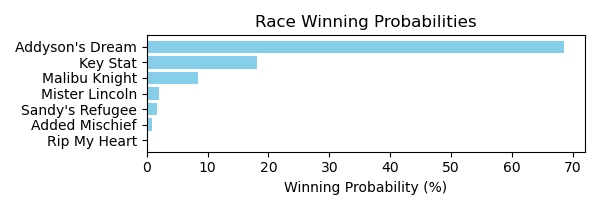 Race Winning Probabilities
Addyson's Dream
Key Stat
Malibu Knight
Mister Lincoln
Sandy's Refugee
Added Mischief
Rip My Heart
0 10 20 30 40 50 60 70
Winning Probability (%)